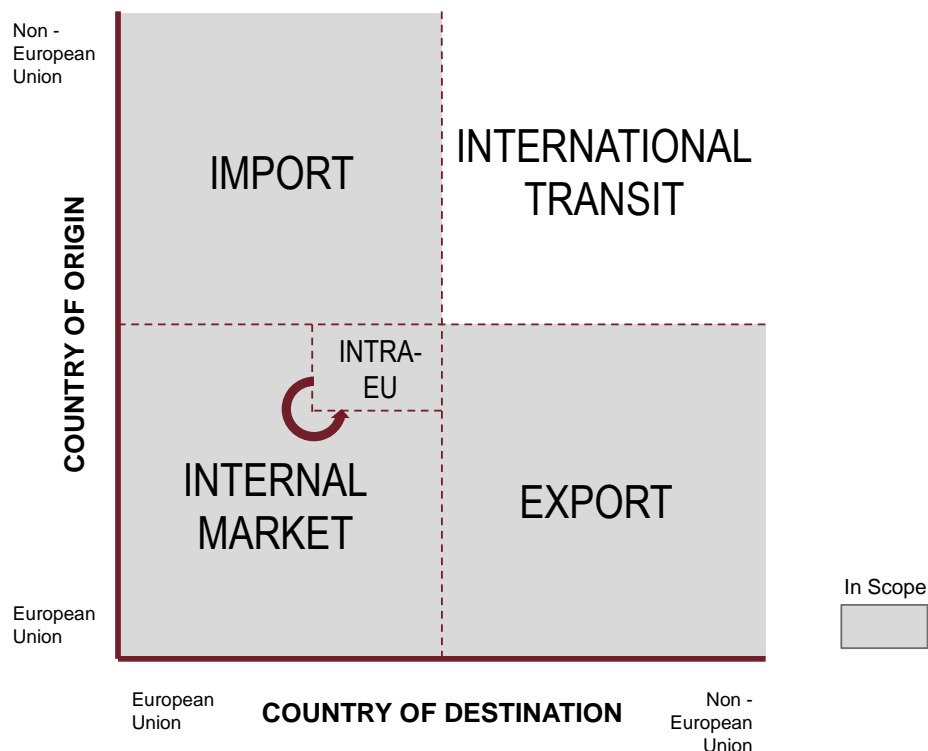 Non -
European
Union
IMPORT
INTERNATIONAL
TRANSIT
COUNTRY OF ORIGIN
INTRA-
EU
INTERNAL
MARKET
EXPORT
In Scope
European
Union
European
Union
COUNTRY OF DESTINATION
Non -
European
Union